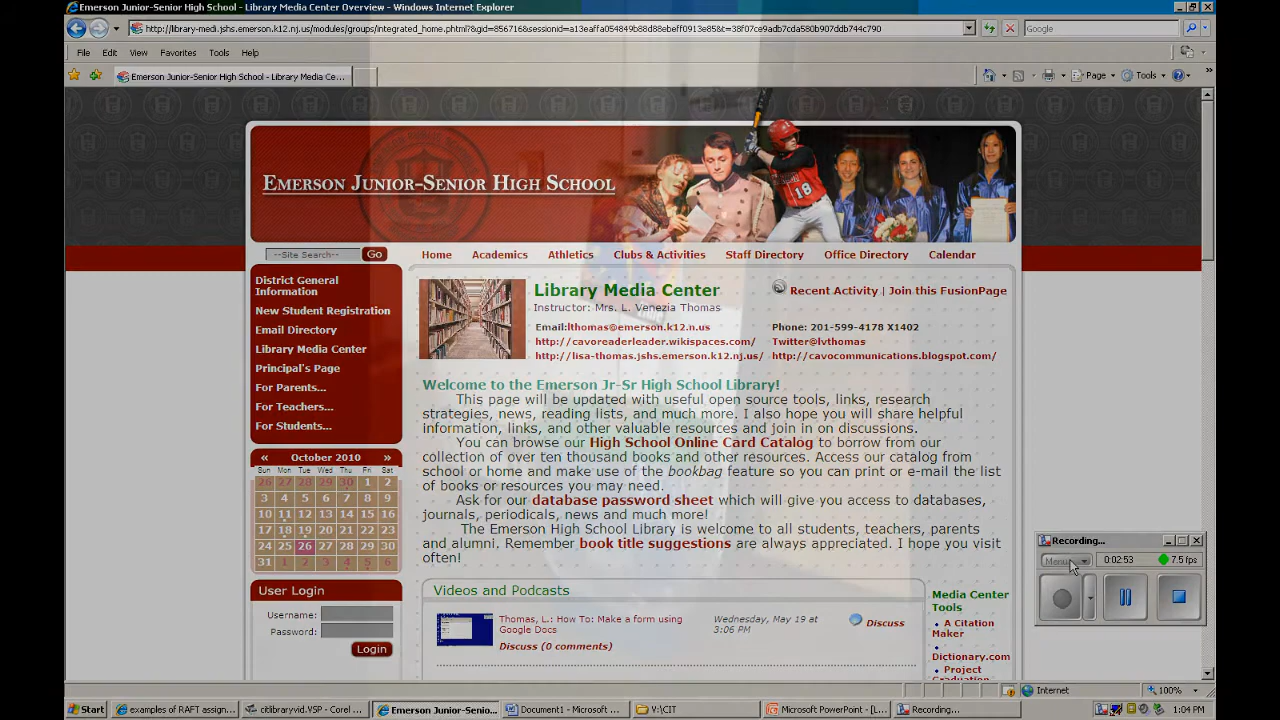 Emerson Junior-Senior High School - Library Media Center Overview - Windows Internet Explorer
http://library-medi.jshs.emerson.k12.nj.us/modules/groups/integrated_home.phtml?gid=856716&sessionid=a13eaffa054849bbeeffb0913e85&t=38f07ce9adb7cda580b907ddb744c790
Google
File Edit View Favorites Tools Help
Emerson Junior-Senior High School - Library Media Ce...
Page Tools
EMERSON JUNIOR-SENIOR HIGH SCHOOL
18
--Site Search-- Go
Home Academics Athletics Clubs & Activities Staff Directory Office Directory Calendar
District General
Information
New Student Registration
Email Directory
Library Media Center
Principal's Page
For Parents...
For Teachers...
For Students...
Library Media Center
Instructor: Mrs. L. Venezia Thomas
Recent Activity | Join this FusionPage
Email:lthomas@emerson.k12.n.us Phone: 201-599-4178 X1402
http://cavoreaderleader.wikispaces.com/ Twitter@lvthomas
http://lisa-thomas.jshs.emerson.k12.nj.us/ http://cavocommunications.blogspot.com/
Welcome to the Emerson Jr-Sr High School Library!
This page will be updated with useful open source tools, links, research
strategies, news, reading lists, and much more. I also hope you will share helpful
information, links, and other valuable resources and join in on discussions.
You can browse our High School Online Card Catalog to borrow from our
collection of over ten thousand books and other resources. Access our catalog from
school or home and make use of the bookbag feature so you can print or e-mail the list
of books or resources you may need.
Ask for our database password sheet which will give you access to databases,
journals, periodicals, news and much more!
The Emerson High School Library is welcome to all students, teachers, parents
and alumni. Remember book title suggestions are always appreciated. I hope you visit
often!
« October 2010 »
Sun Mon Tue Wed Thu Fri Sat
26 27 28 29 30 1 2
3 4 5 6 7 8 9
10 11 12 13 14 15 16
17 18 19 20 21 22 23
24 25 26 27 28 29 30
31 1 2 3 4 5 6
User Login
Username:
Password:
Login
Videos and Podcasts
Thomas, L.: How To: Make a form using
Google Docs
Wednesday, May 19 at
3:06 PM
Discuss
Discuss (0 comments)
Media Center
Tools
A Citation
Maker
Dictionary.com
Project
Graduation
Recording...
Menu 0:02:53 7.5 fps
Internet 100%
Start examples of RAFT assign... citlibraryvid.VSP - Corel ... Emerson Junior-Senio... Document1 - Microsoft ... V:\CIT Microsoft PowerPoint - [L... Recording... 1:04 PM